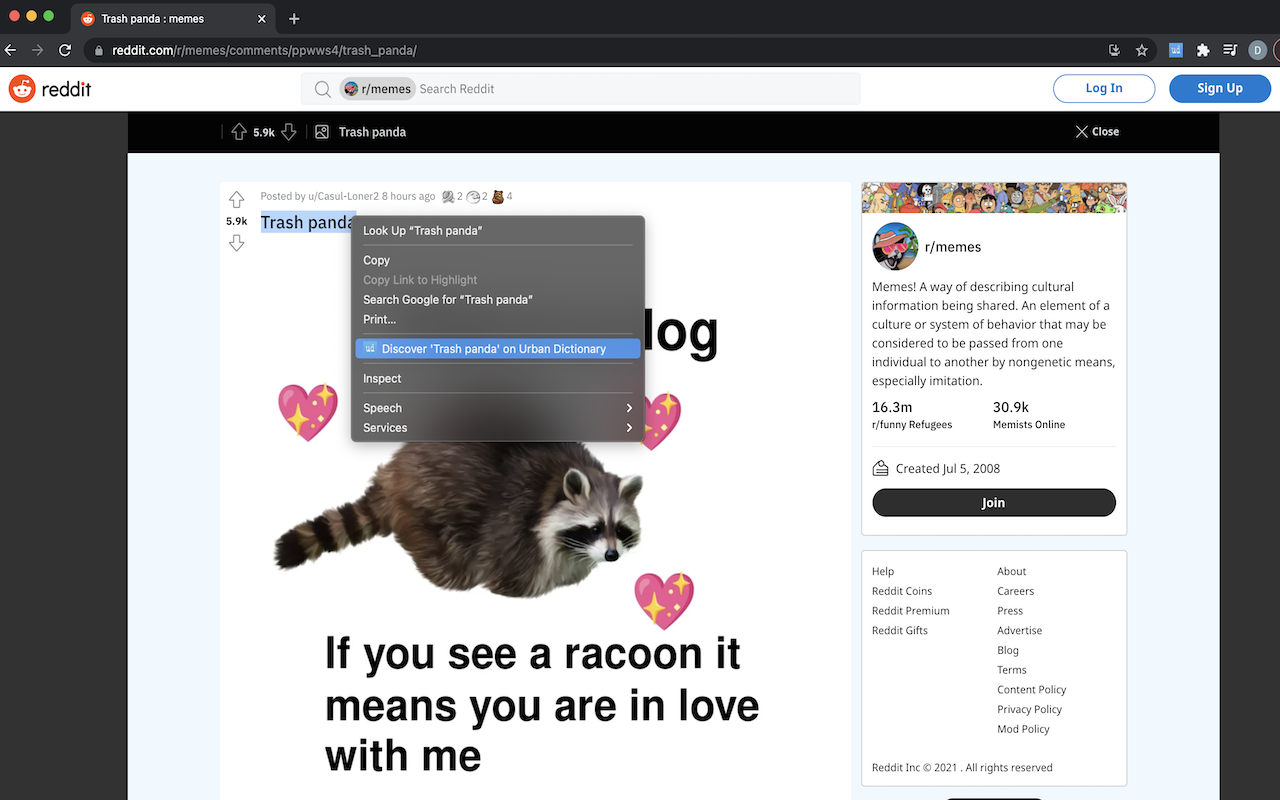 Trash panda : memes
reddit.com/r/memes/comments/ppwws4/trash_panda/
D
reddit
r/memes Search Reddit
Log In
Sign Up
5.9k
Trash panda
Close
Posted by u/Casul-Loner2 8 hours ago 2 2 4
5.9k
Trash panda
Look Up “Trash panda”
Copy
Copy Link to Highlight
Search Google for “Trash panda”
Print...
Discover 'Trash panda' on Urban Dictionary
Inspect
Speech
Services
log
If you see a racoon it
means you are in love
with me
r/memes
Memes! A way of describing cultural
information being shared. An element of a
culture or system of behavior that may be
considered to be passed from one
individual to another by nongenetic means,
especially imitation.
16.3m 30.9k
r/funny Refugees Memists Online
Created Jul 5, 2008
Join
Help About
Reddit Coins Careers
Reddit Premium Press
Reddit Gifts Advertise
Blog
Terms
Content Policy
Privacy Policy
Mod Policy
Reddit Inc © 2021 . All rights reserved